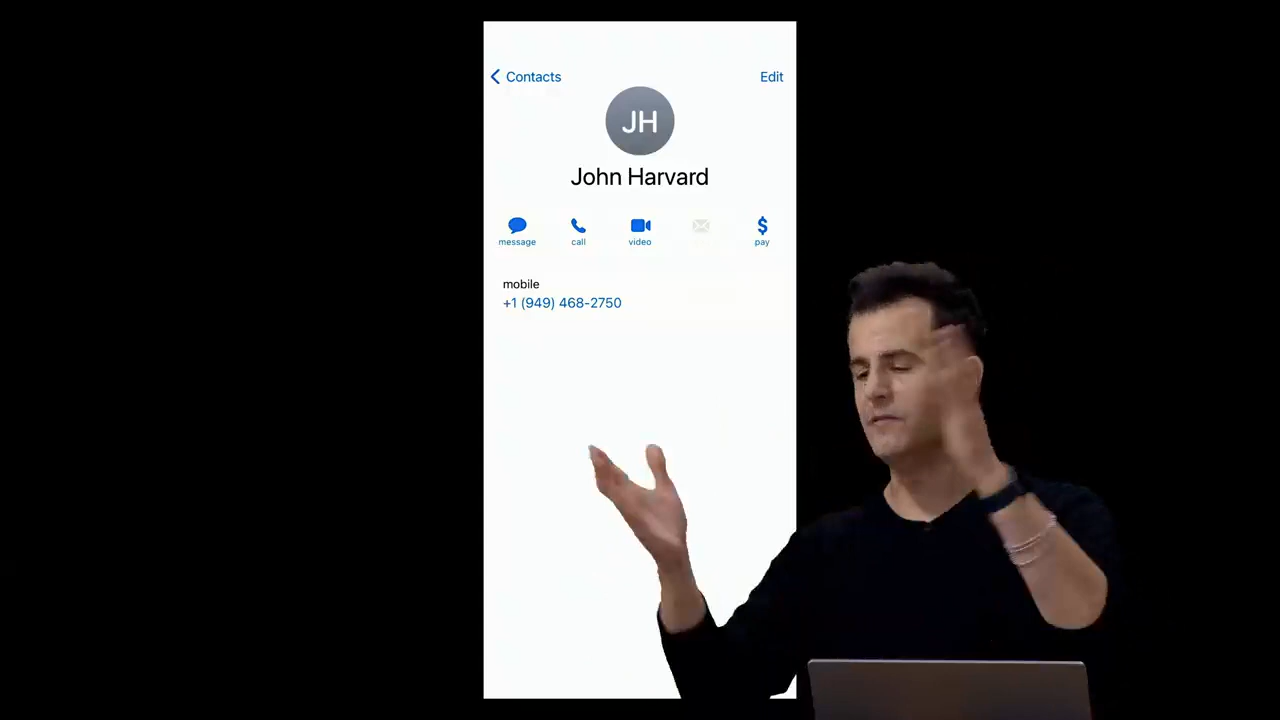 Contacts
Edit
JH
John Harvard
message
call
video
pay
mobile
+1 (949) 468-2750